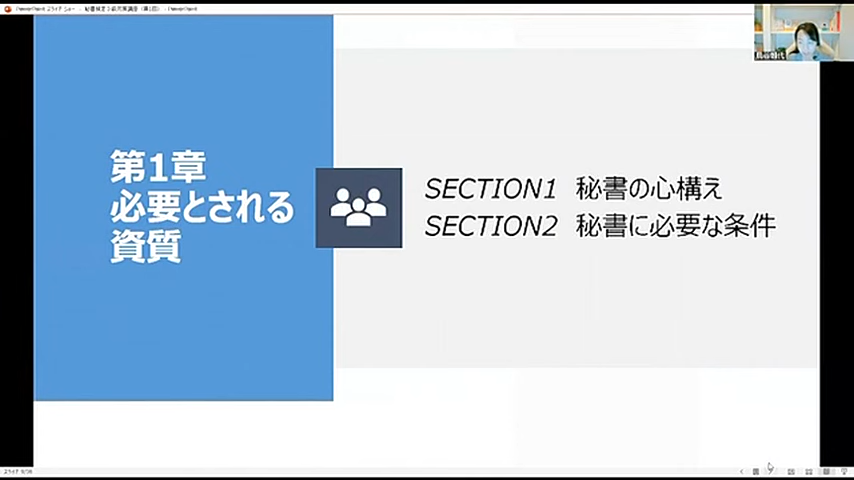 第1章
必要とされる
資質
SECTION1 秘書の心構え
SECTION2 秘書に必要な条件